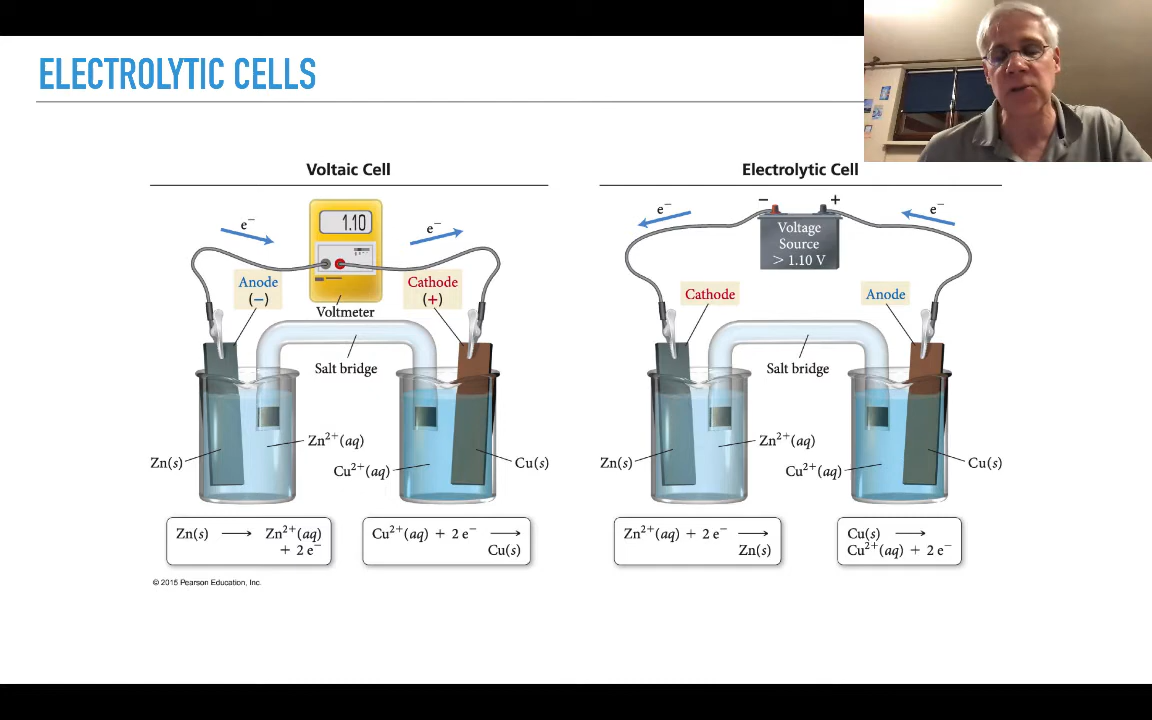 ELECTROLYTIC CELLS
Voltaic Cell
1.10
e⁻
e⁻
Anode
(−)
Cathode
(+)
Voltmeter
Salt bridge
Zn²⁺(aq)
Cu²⁺(aq)
Zn(s)
Cu(s)
Zn(s) ⟶ Zn²⁺(aq)
+ 2 e⁻
Cu²⁺(aq) + 2 e⁻ ⟶
Cu(s)
Electrolytic Cell
− +
e⁻
e⁻
Voltage
Source
> 1.10 V
Cathode
Anode
Salt bridge
Zn²⁺(aq)
Cu²⁺(aq)
Zn(s)
Cu(s)
Zn²⁺(aq) + 2 e⁻ ⟶
Zn(s)
Cu(s) ⟶
Cu²⁺(aq) + 2 e⁻
© 2015 Pearson Education, Inc.